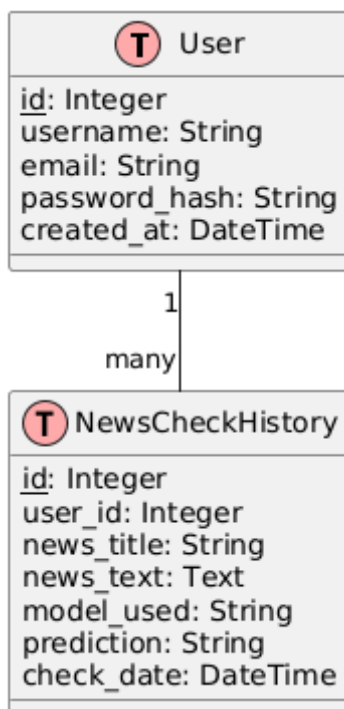 T User
id: Integer
username: String
email: String
password_hash: String
created_at: DateTime
1
many
T NewsCheckHistory
id: Integer
user_id: Integer
news_title: String
news_text: Text
model_used: String
prediction: String
check_date: DateTime